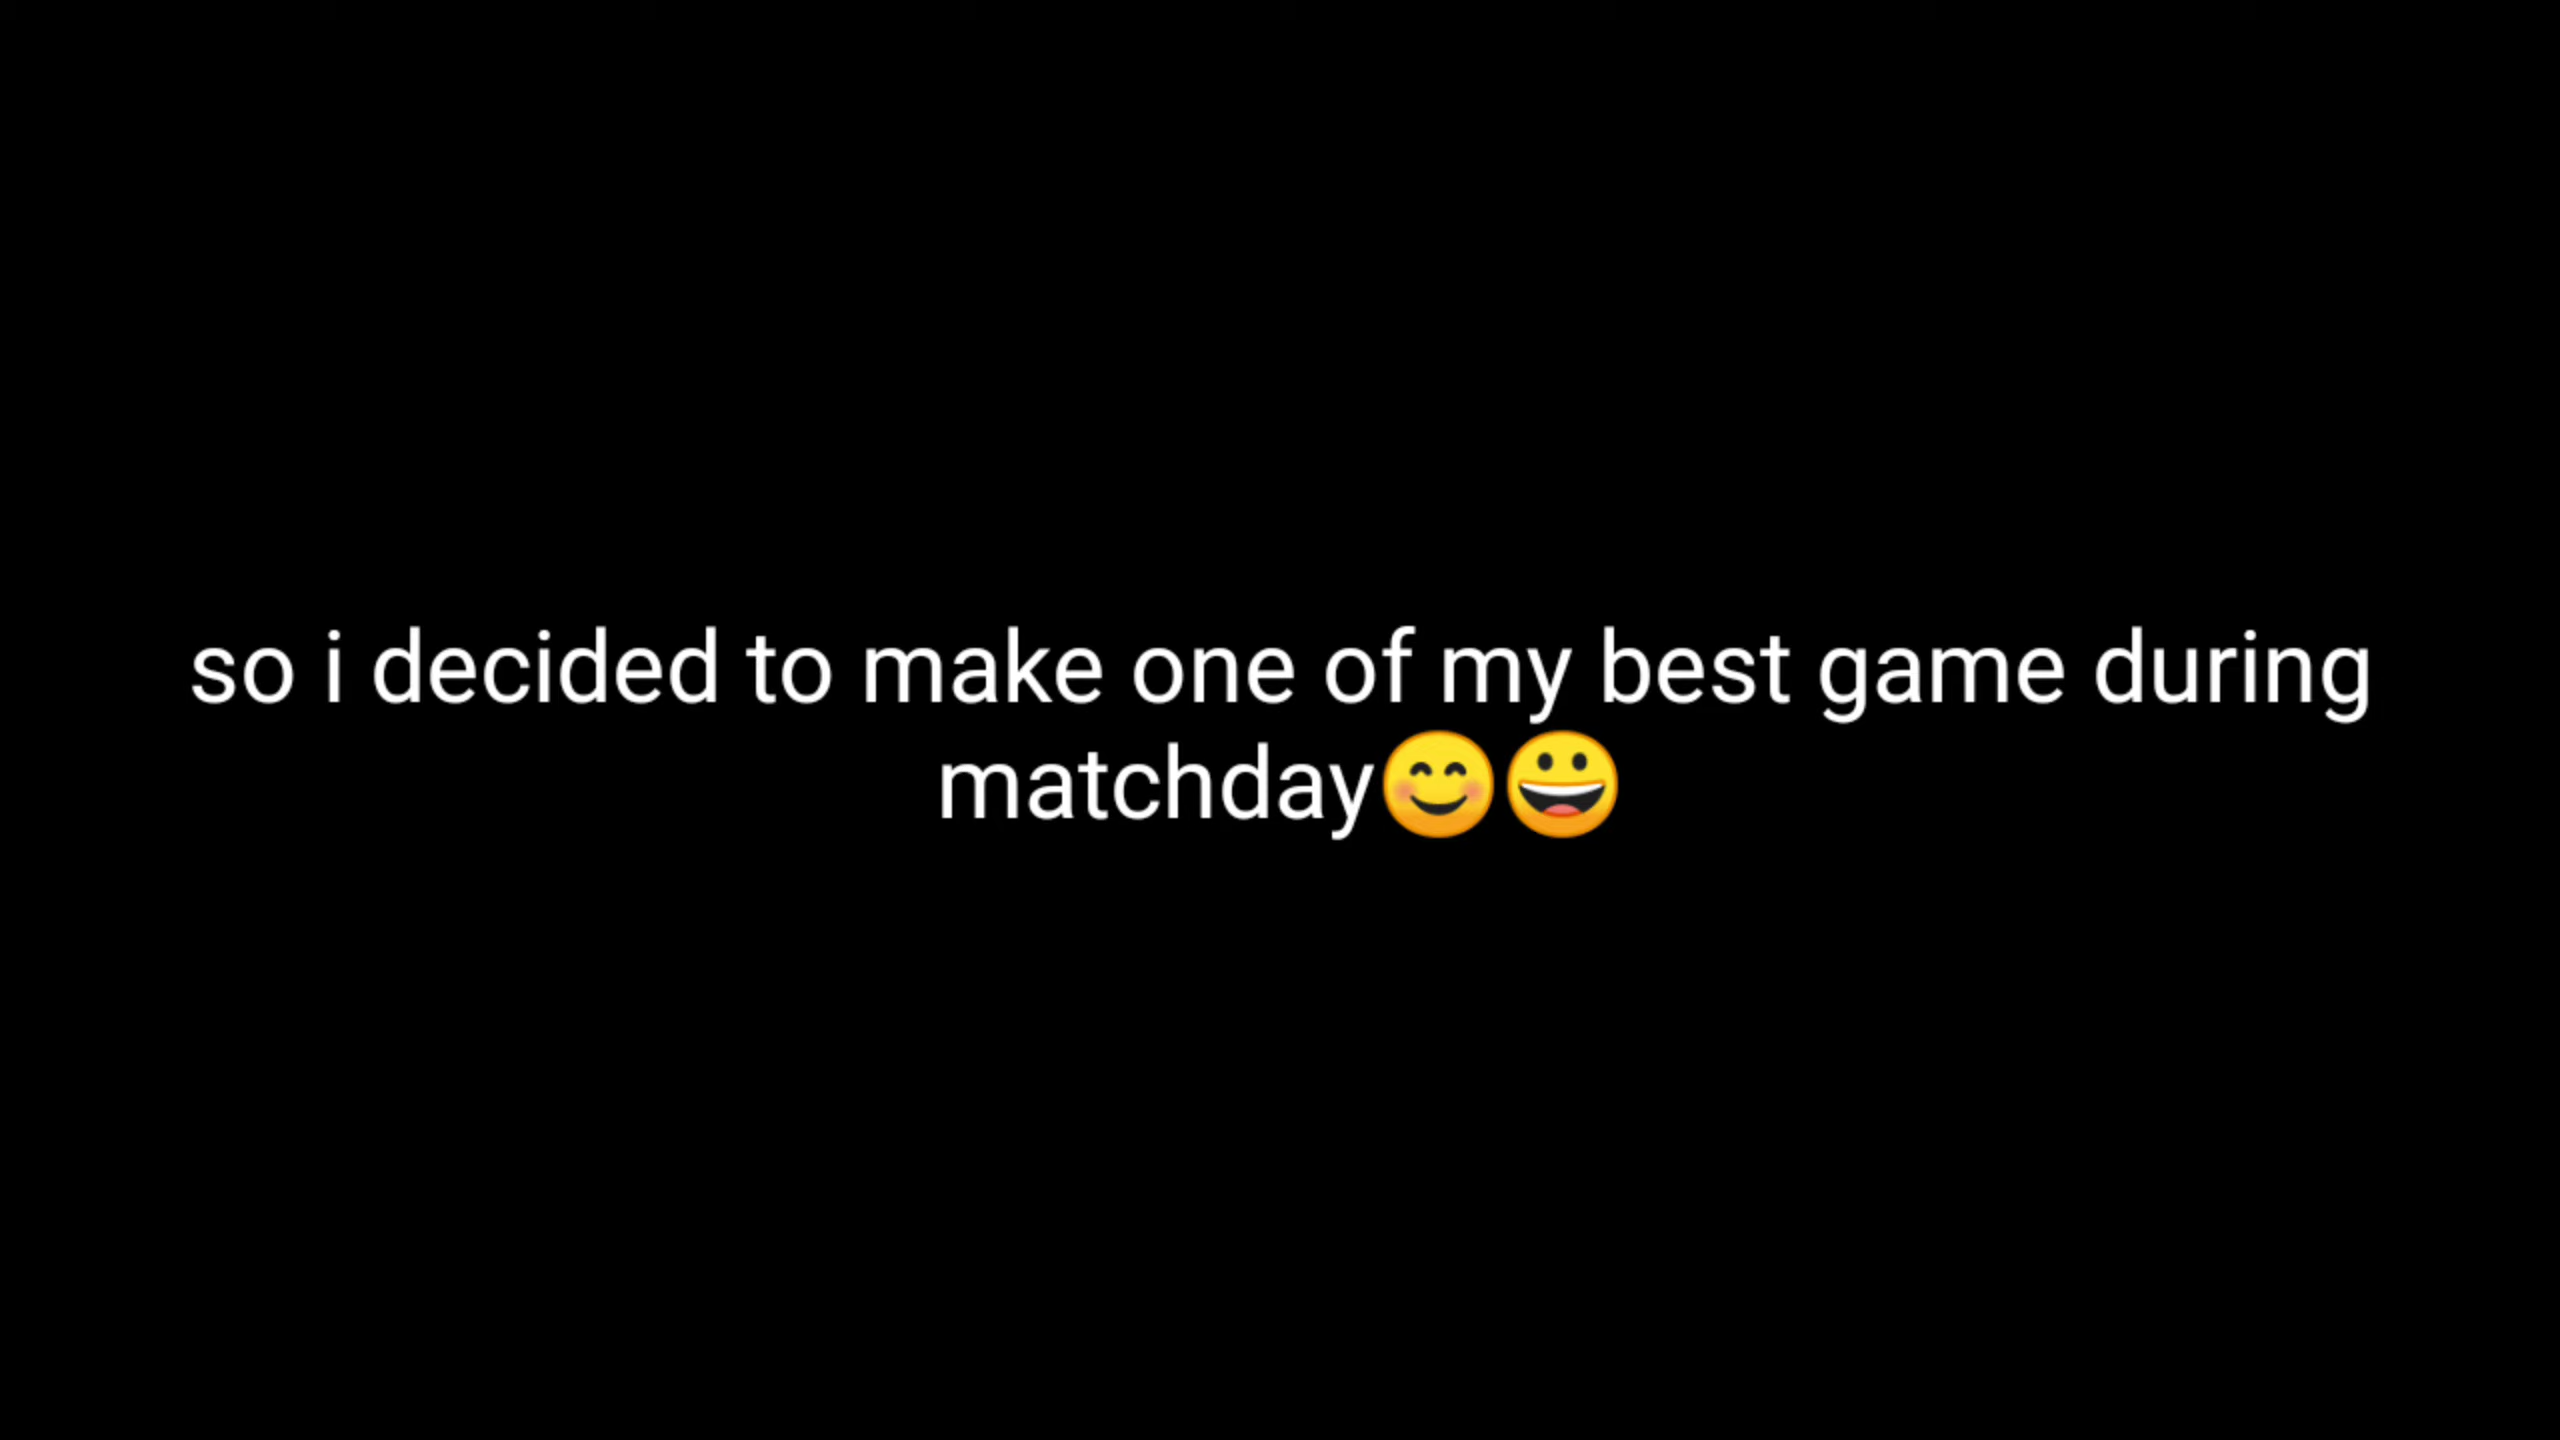 so i decided to make one of my best game during
matchday😊😀